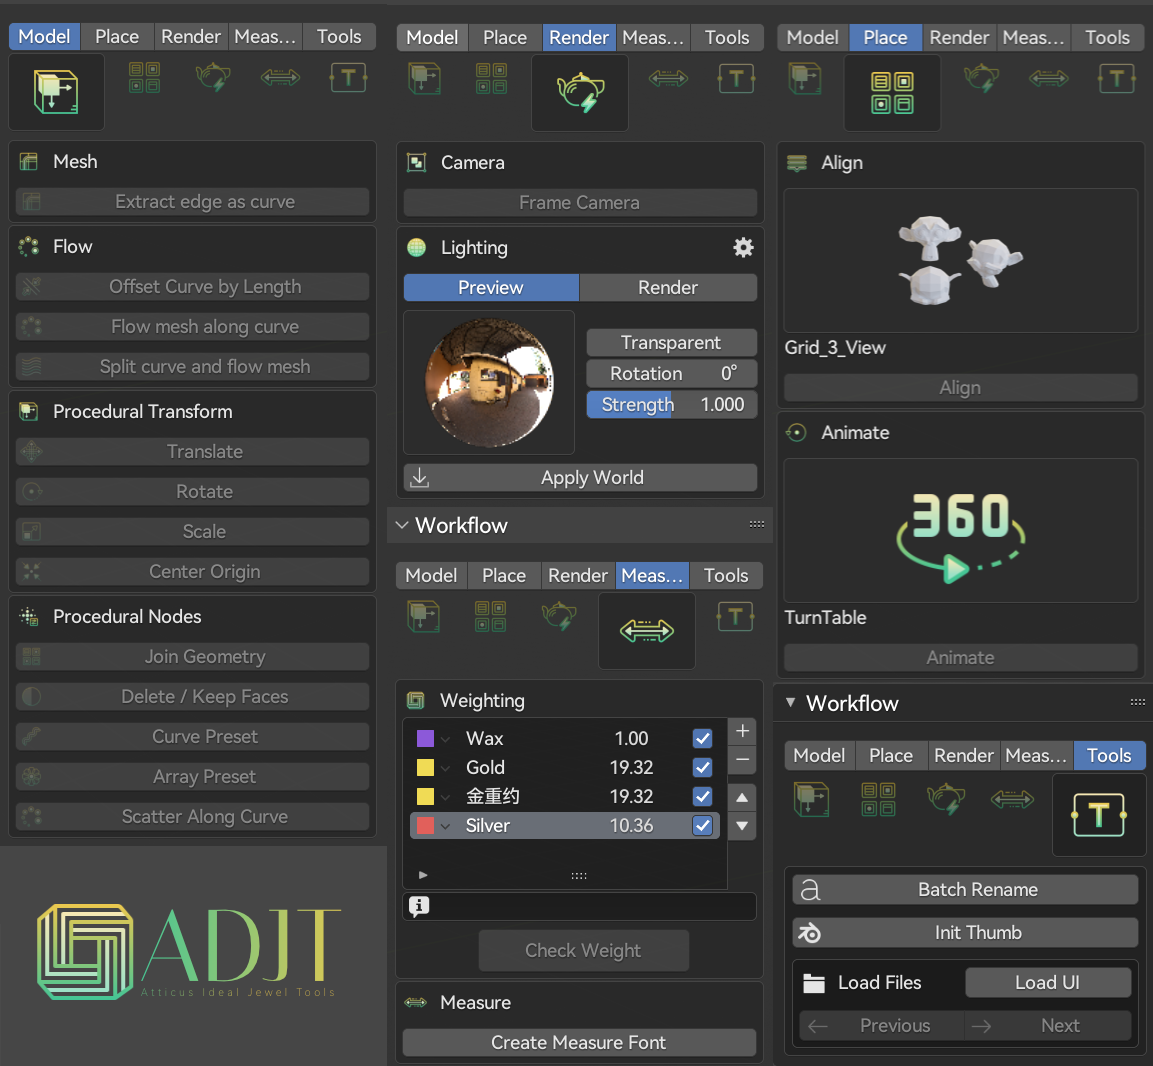 Model Place Render Meas... Tools
Mesh
Extract edge as curve
Flow
Offset Curve by Length
Flow mesh along curve
Split curve and flow mesh
Procedural Transform
Translate
Rotate
Scale
Center Origin
Procedural Nodes
Join Geometry
Delete / Keep Faces
Curve Preset
Array Preset
Scatter Along Curve
ADJT
Atticus Ideal Jewel Tools
Model Place Render Meas... Tools
T
Camera
Frame Camera
Lighting
Preview Render
Transparent
Rotation 0°
Strength 1.000
Apply World
Workflow
Model Place Render Meas... Tools
T
Weighting
Wax 1.00
Gold 19.32
金重约 19.32
Silver 10.36
Check Weight
Measure
Create Measure Font
Model Place Render Meas... Tools
T
Align
Grid_3_View
Align
Animate
360
TurnTable
Animate
Workflow
Model Place Render Meas... Tools
T
a Batch Rename
Init Thumb
Load Files Load UI
Previous Next